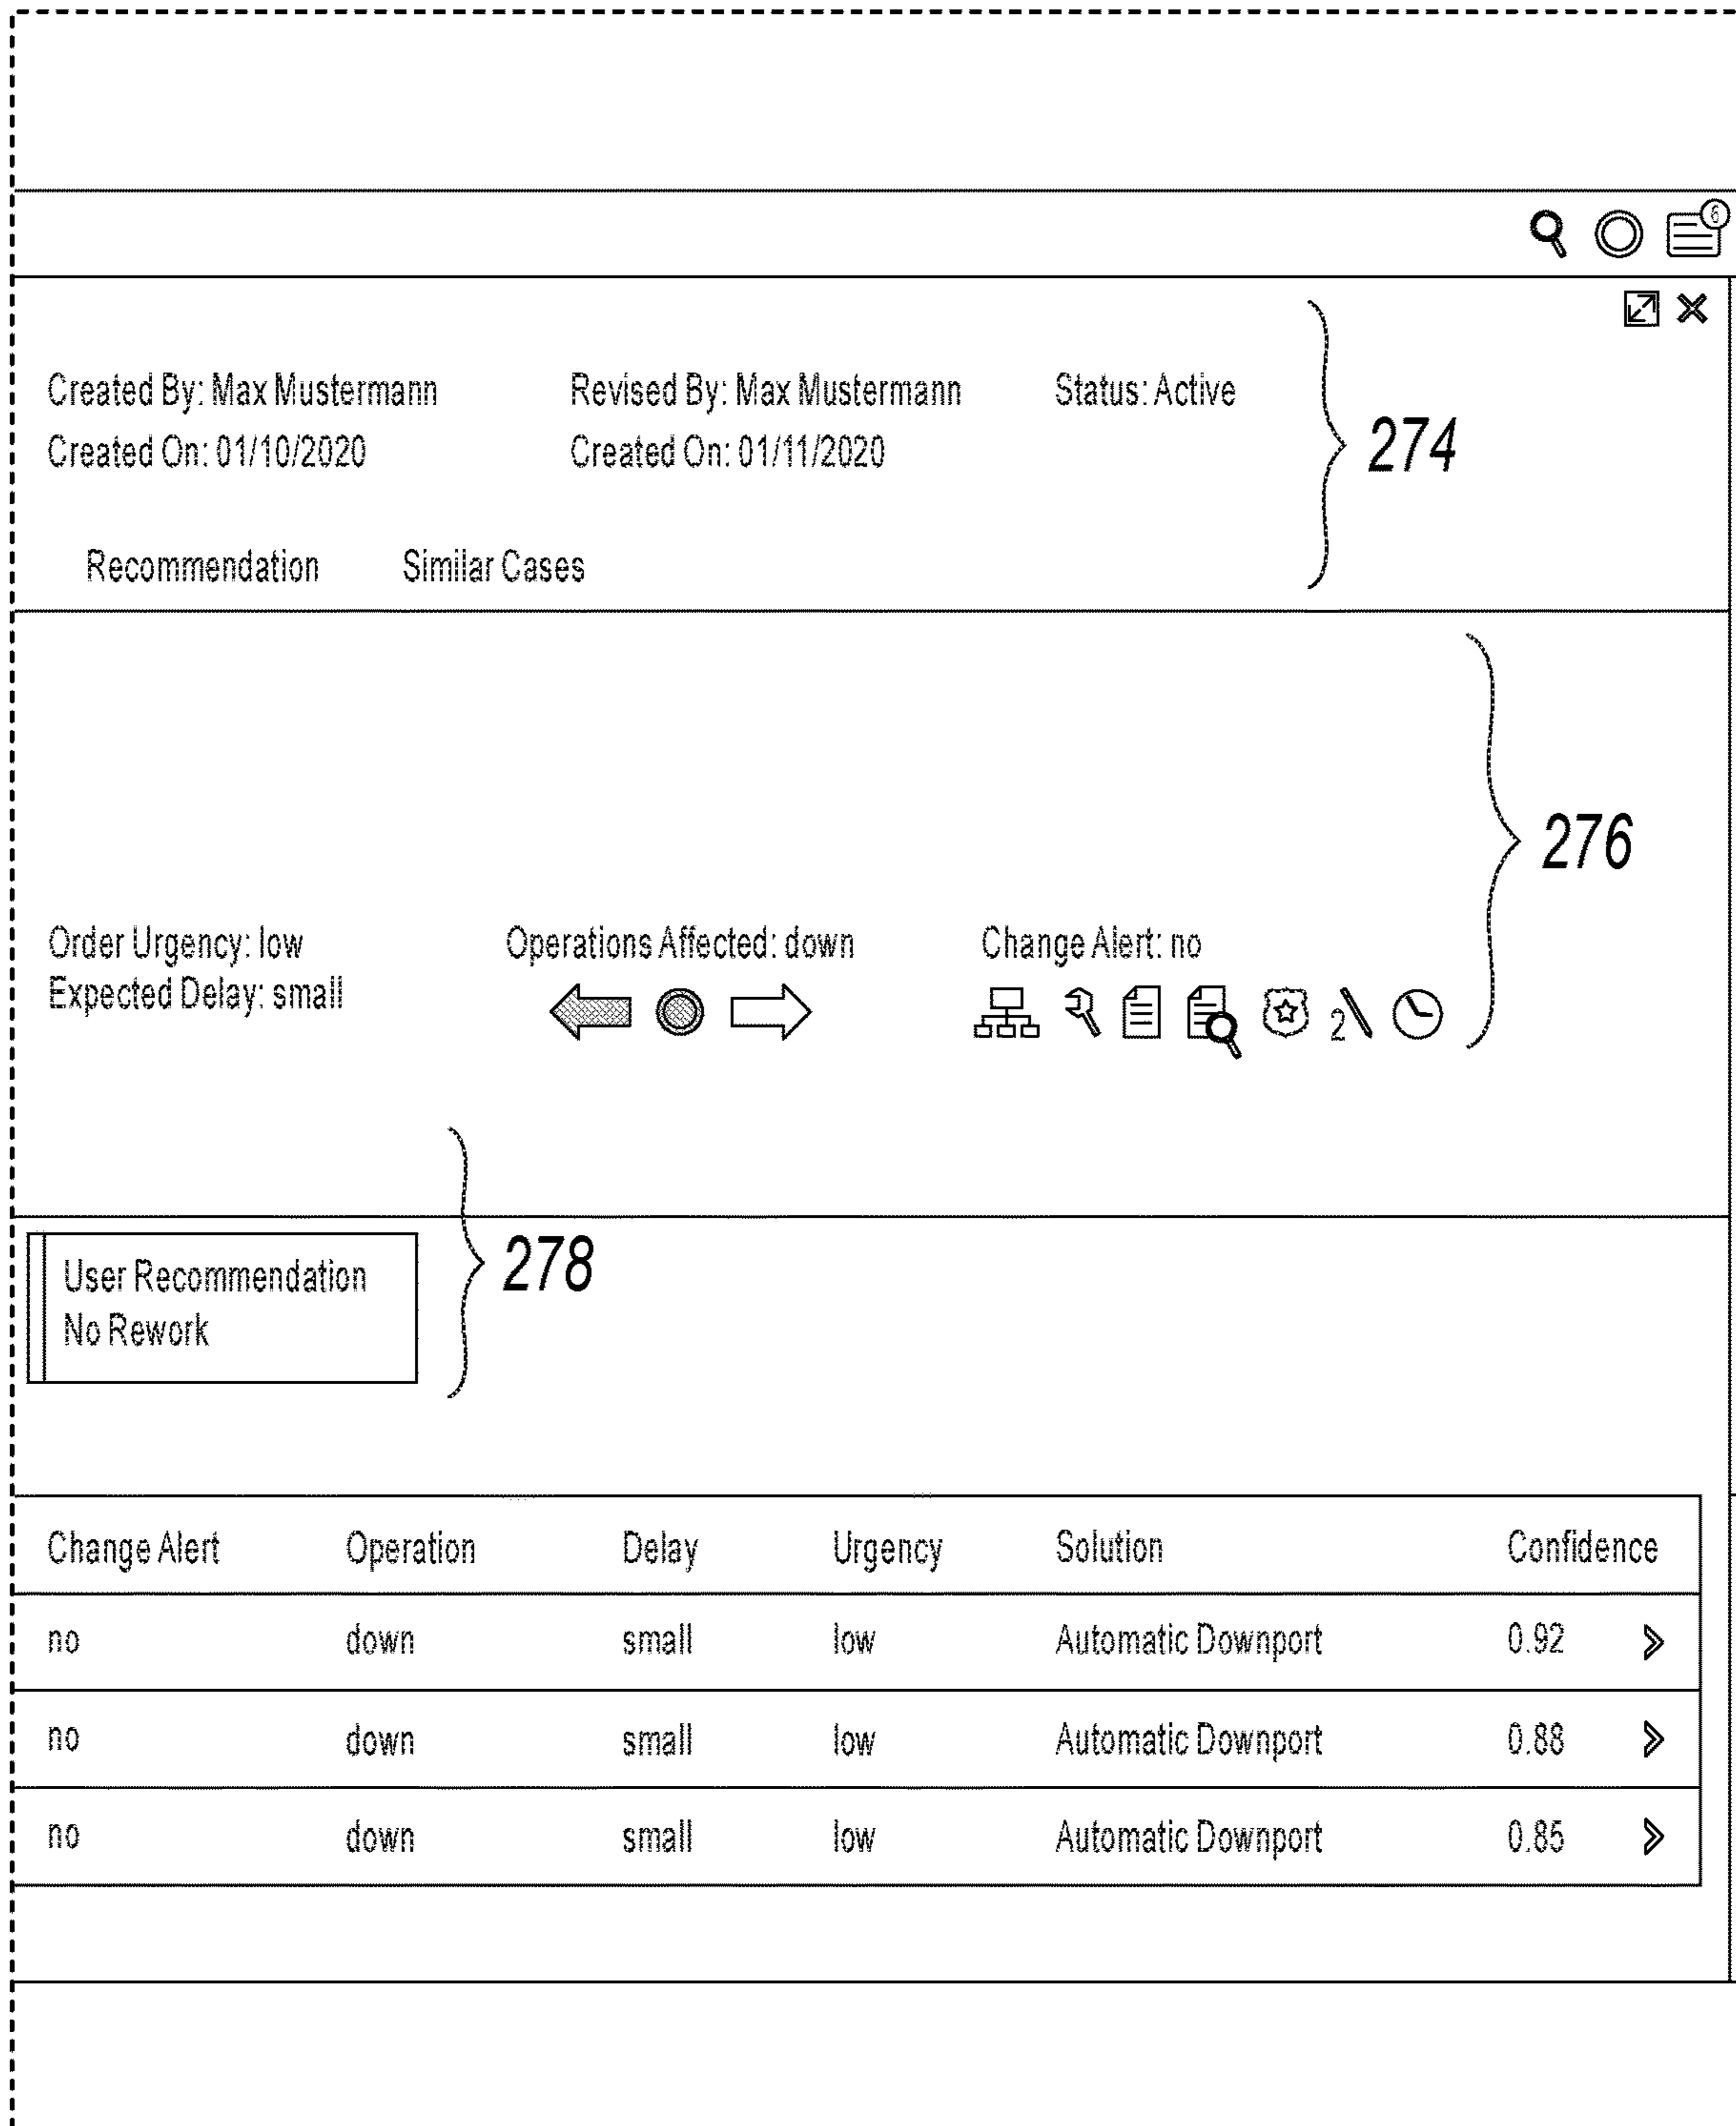 6
Created By: Max Mustermann Revised By: Max Mustermann Status: Active
Created On: 01/10/2020 Created On: 01/11/2020
274
Recommendation Similar Cases
276
Order Urgency: low Operations Affected: down Change Alert: no
Expected Delay: small
2
278
User Recommendation
No Rework
Change Alert Operation Delay Urgency Solution Confidence
no down small low Automatic Downport 0.92
no down small low Automatic Downport 0.88
no down small low Automatic Downport 0.85